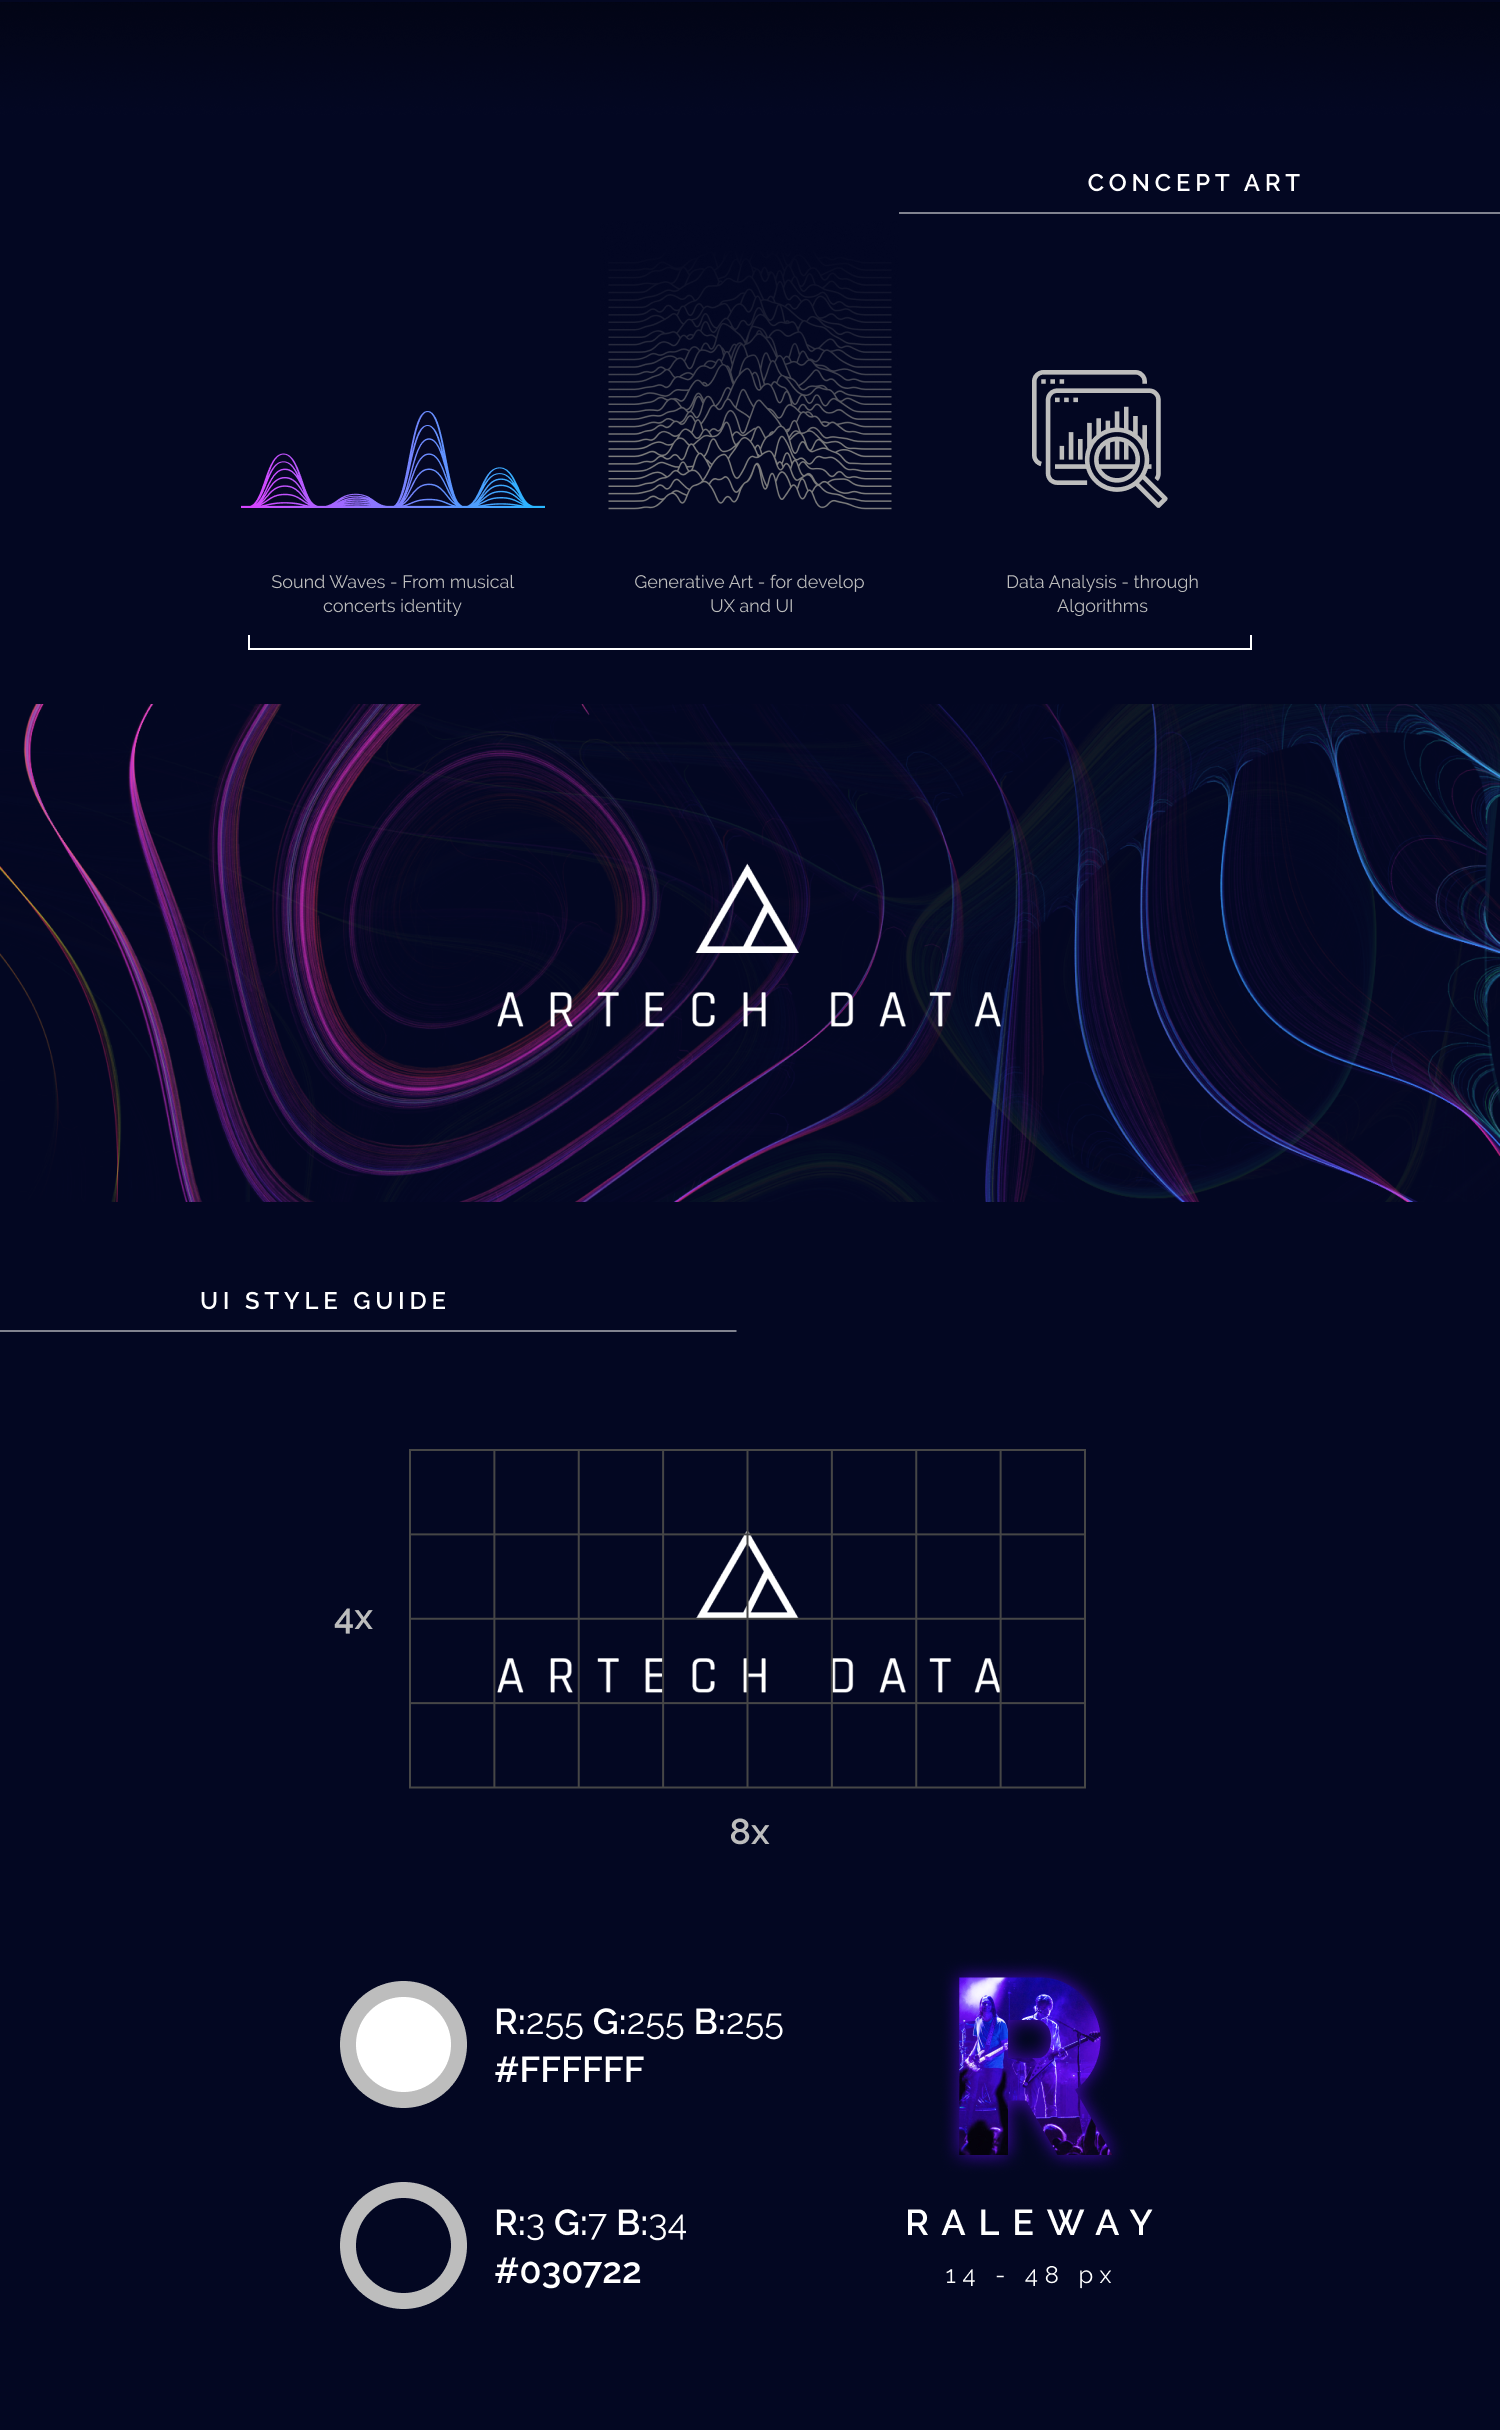 CONCEPT ART
Sound Waves - From musical
concerts identity
Generative Art - for develop
UX and UI
Data Analysis - through
Algorithms
ARTECH DATA
UI STYLE GUIDE
4x
ARTECH DATA
8x
R:255 G:255 B:255
#FFFFFF
R
R:3 G:7 B:34
#030722
RALEWAY
14 - 48 px